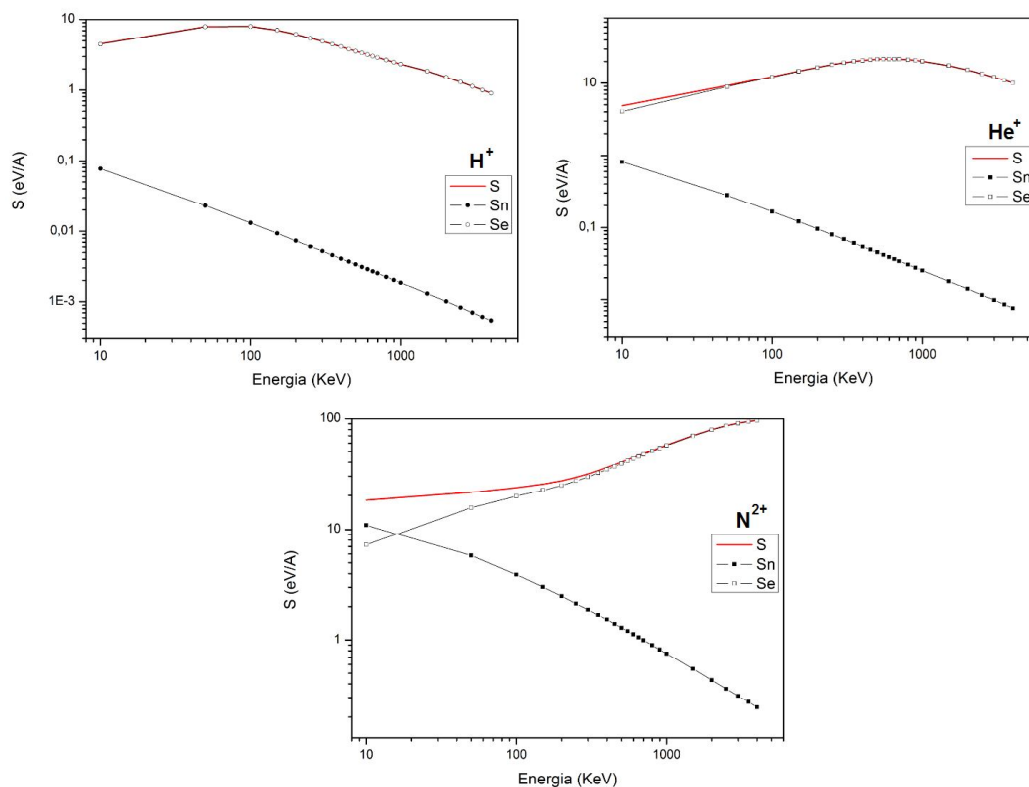 10
1
0,1
0,01
1E-3
S (eV/A)
H+
S
Sn
Se
10 100 1000
Energia (KeV)
10
1
0,1
S (eV/A)
He+
S
Sn
Se
10 100 1000
Energia (KeV)
100
10
1
S (eV/A)
N2+
S
Sn
Se
10 100 1000
Energia (KeV)